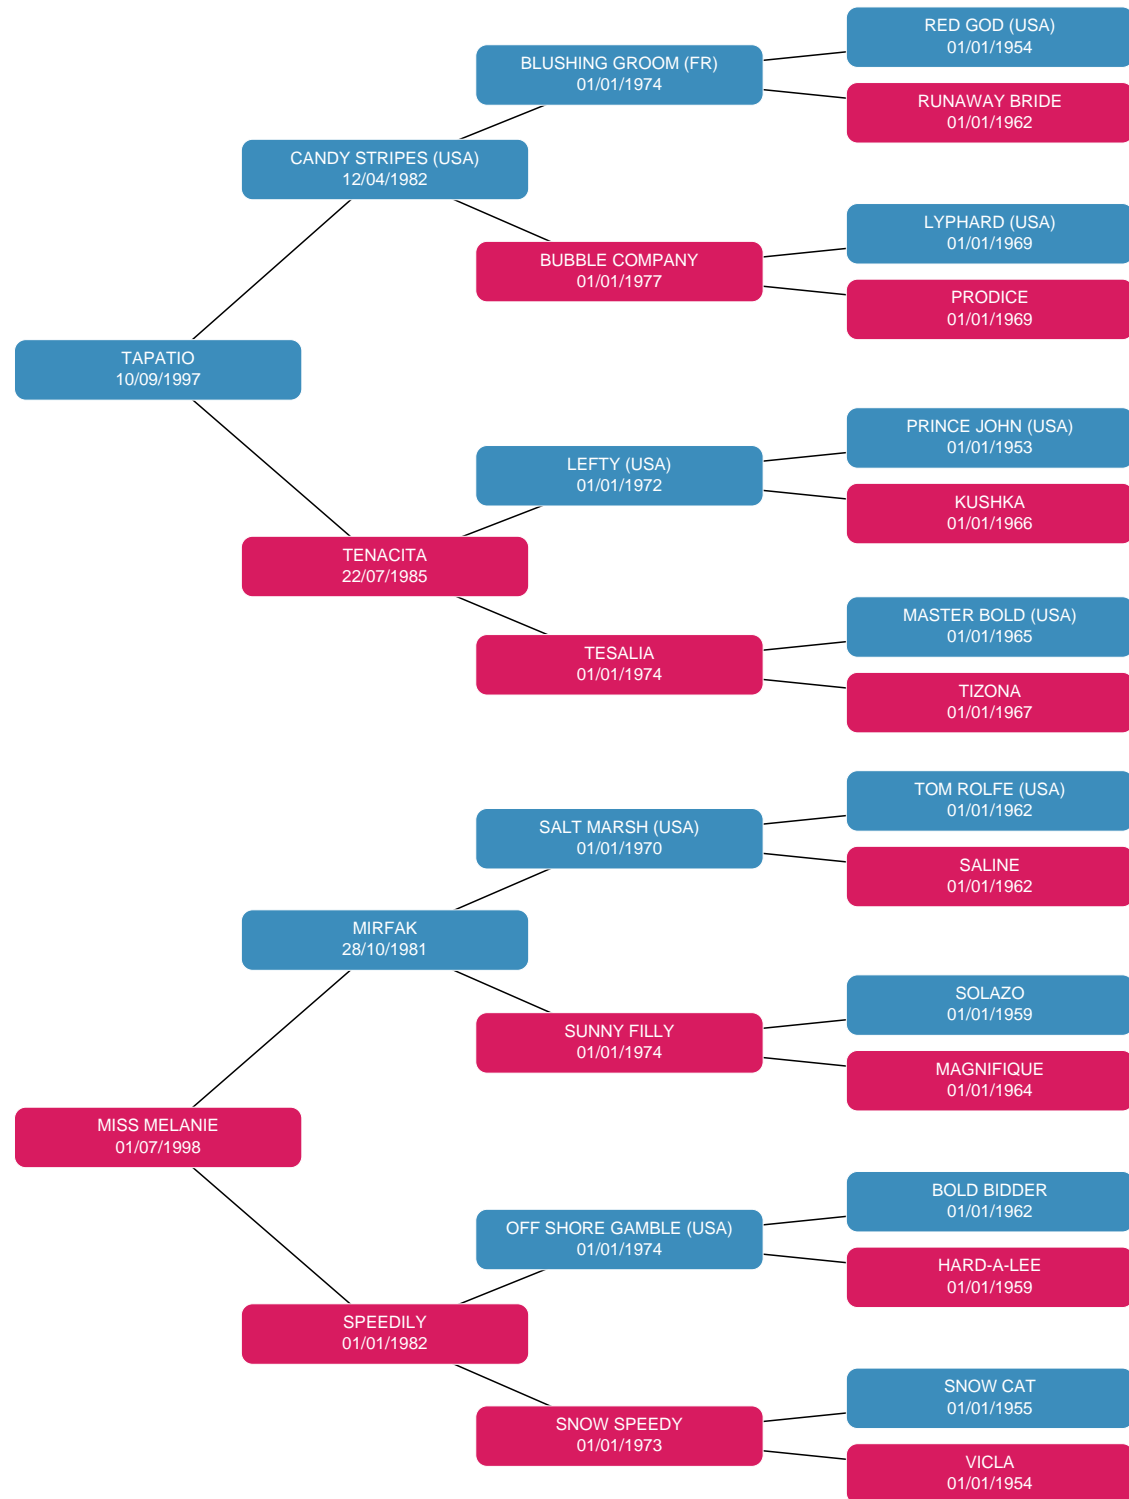 RED GOD (USA)
01/01/1954
BLUSHING GROOM (FR)
01/01/1974
RUNAWAY BRIDE
01/01/1962
CANDY STRIPES (USA)
12/04/1982
LYPHARD (USA)
01/01/1969
BUBBLE COMPANY
01/01/1977
PRODICE
01/01/1969
TAPATIO
10/09/1997
PRINCE JOHN (USA)
01/01/1953
LEFTY (USA)
01/01/1972
KUSHKA
01/01/1966
TENACITA
22/07/1985
MASTER BOLD (USA)
01/01/1965
TESALIA
01/01/1974
TIZONA
01/01/1967
TOM ROLFE (USA)
01/01/1962
SALT MARSH (USA)
01/01/1970
SALINE
01/01/1962
MIRFAK
28/10/1981
SOLAZO
01/01/1959
SUNNY FILLY
01/01/1974
MAGNIFIQUE
01/01/1964
MISS MELANIE
01/07/1998
BOLD BIDDER
01/01/1962
OFF SHORE GAMBLE (USA)
01/01/1974
HARD-A-LEE
01/01/1959
SPEEDILY
01/01/1982
SNOW CAT
01/01/1955
SNOW SPEEDY
01/01/1973
VICLA
01/01/1954